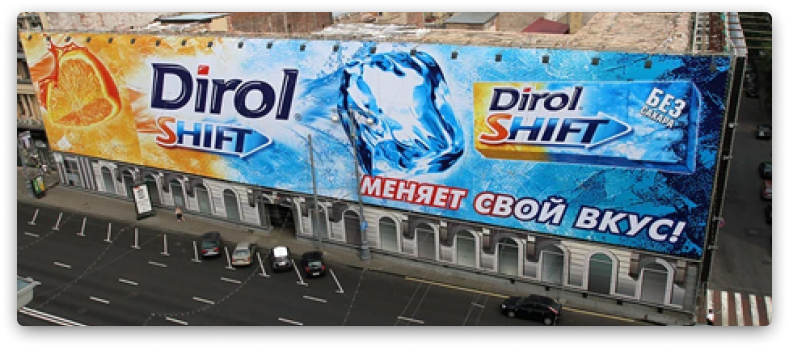 Dirol
SHIFT
Dirol
SHIFT
БЕЗ
САХАРА
МЕНЯЕТ СВОЙ ВКУС!